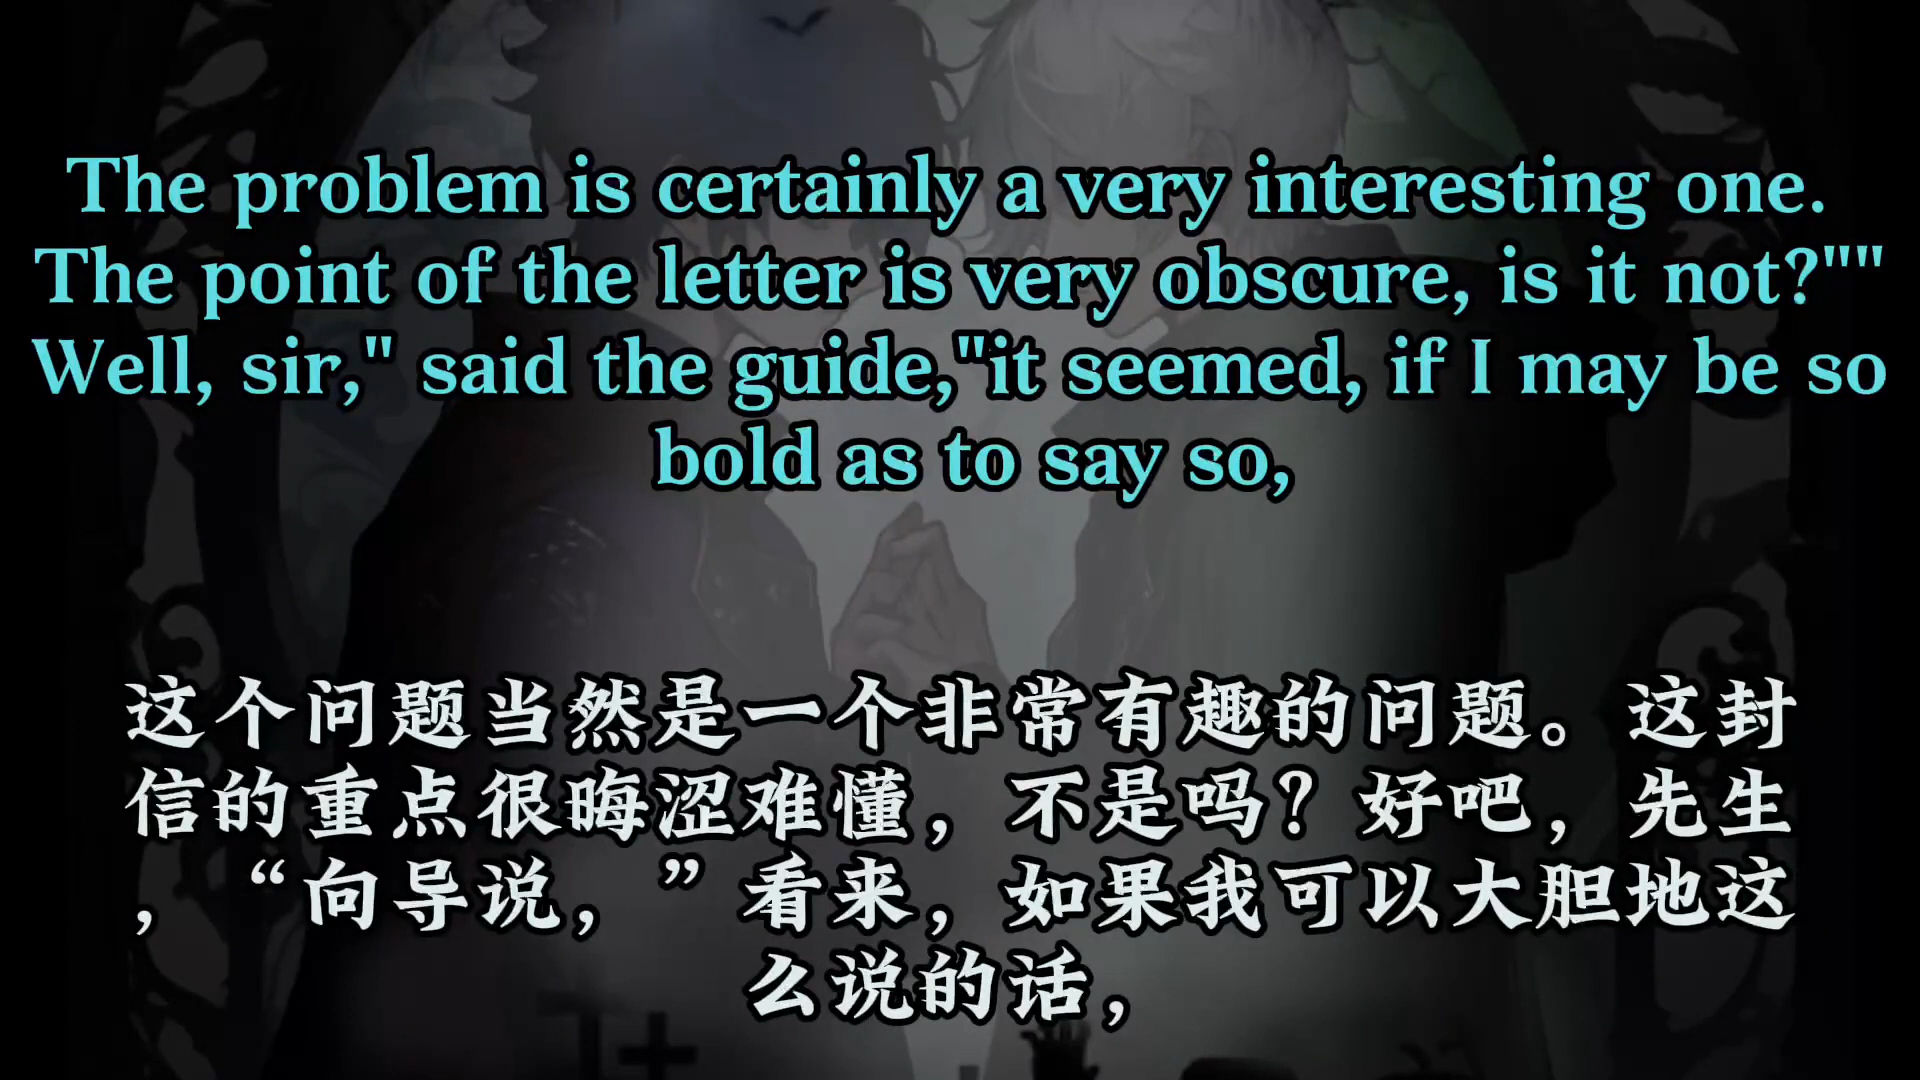 The problem is certainly a very interesting one.
The point of the letter is very obscure, is it not?""
Well, sir," said the guide,"it seemed, if I may be so
bold as to say so,
这个问题当然是一个非常有趣的问题。这封
信的重点很晦涩难懂，不是吗？好吧，先生
，“向导说，”看来，如果我可以大胆地这
么说的话，